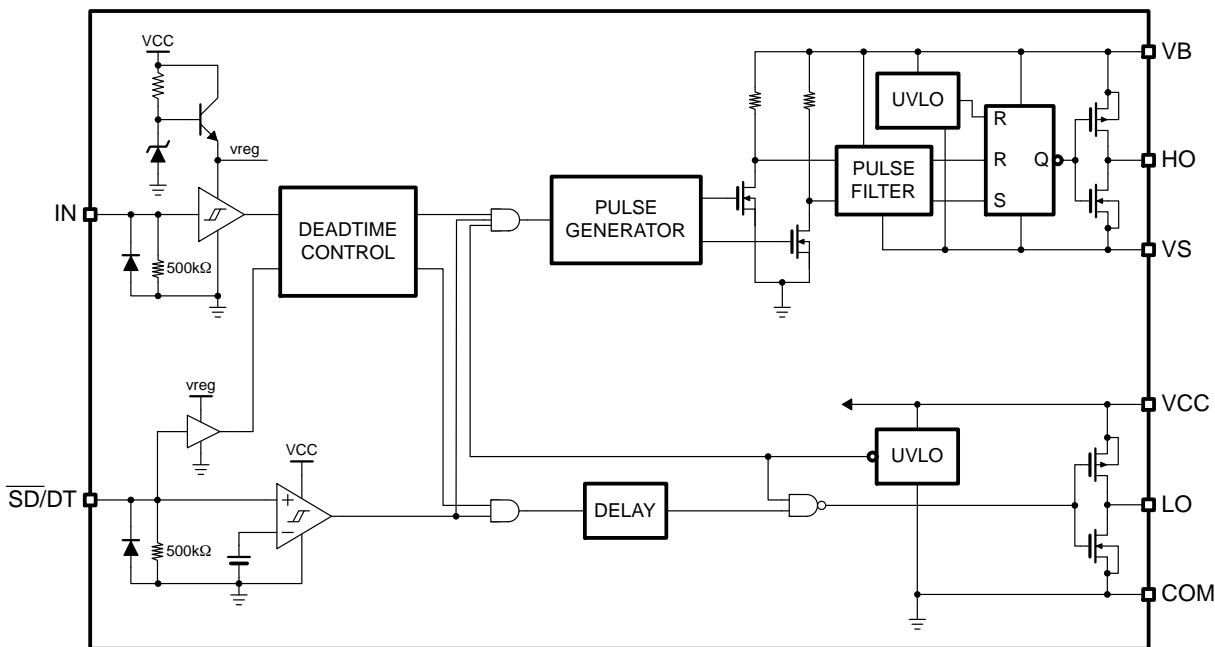 VCC
VB
UVLO
R
vreg
R
Q
HO
PULSE
FILTER
S
IN
DEADTIME
CONTROL
PULSE
GENERATOR
500kΩ
VS
vreg
VCC
VCC
UVLO
SD/DT
+
−
DELAY
LO
500kΩ
COM